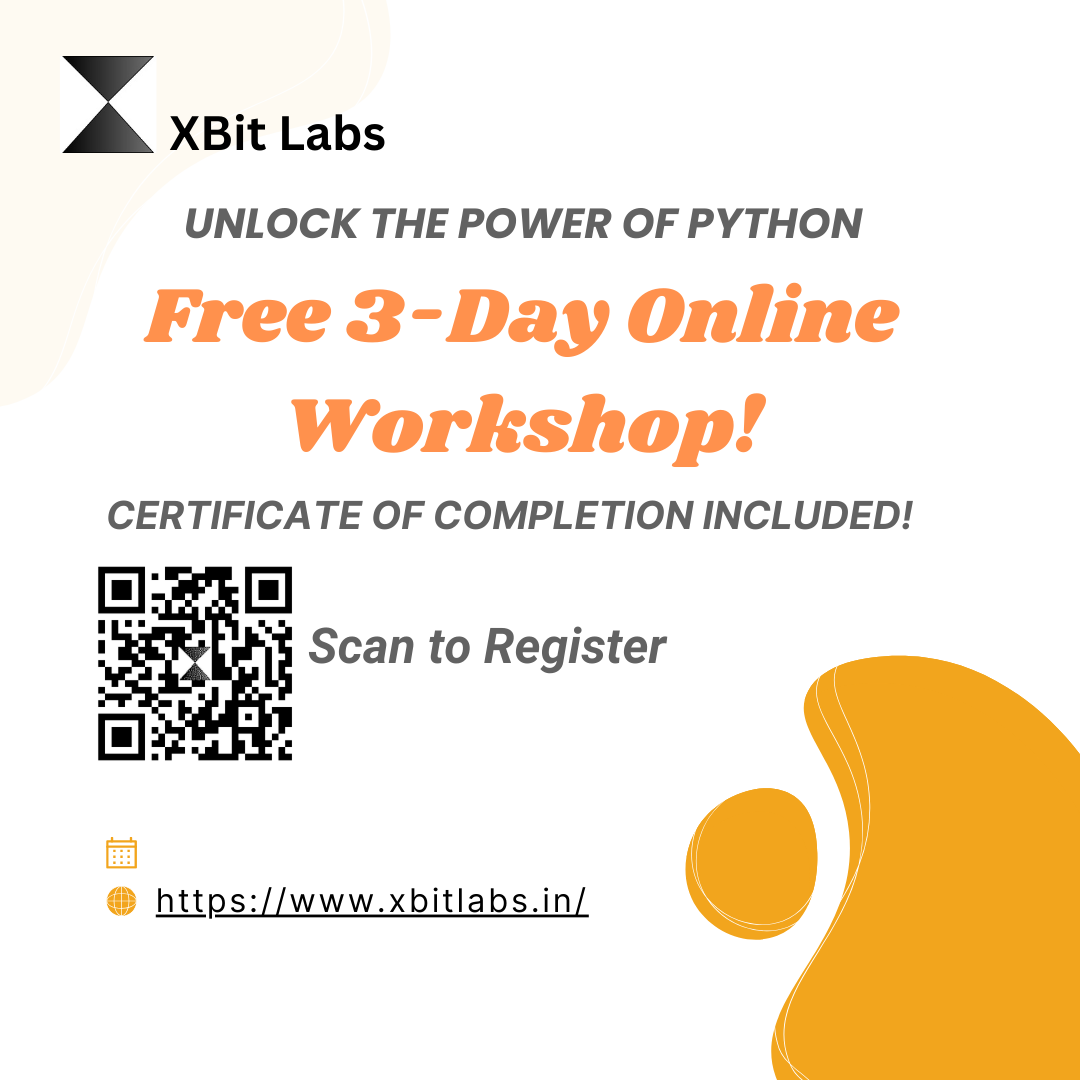 XBit Labs
UNLOCK THE POWER OF PYTHON
Free 3-Day Online
Workshop!
CERTIFICATE OF COMPLETION INCLUDED!
Scan to Register
https://www.xbitlabs.in/